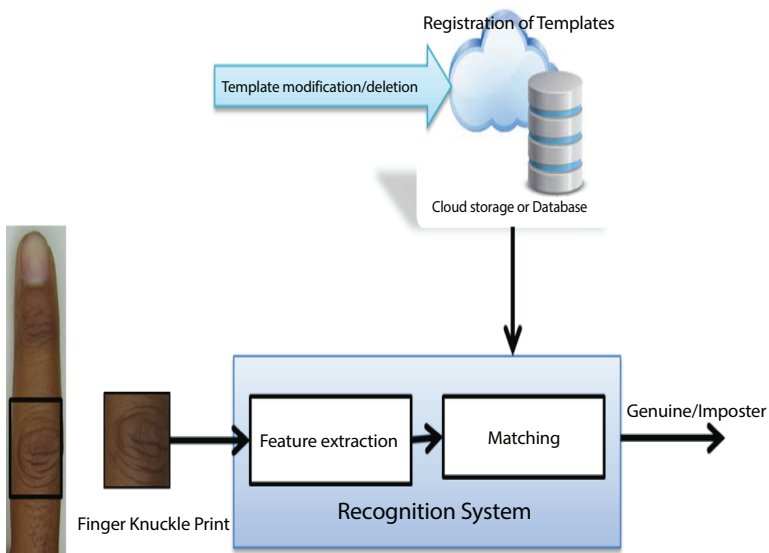 Registration of Templates
Template modification/deletion
Cloud storage or Database
Genuine/Imposter
Feature extraction
Matching
Finger Knuckle Print
Recognition System